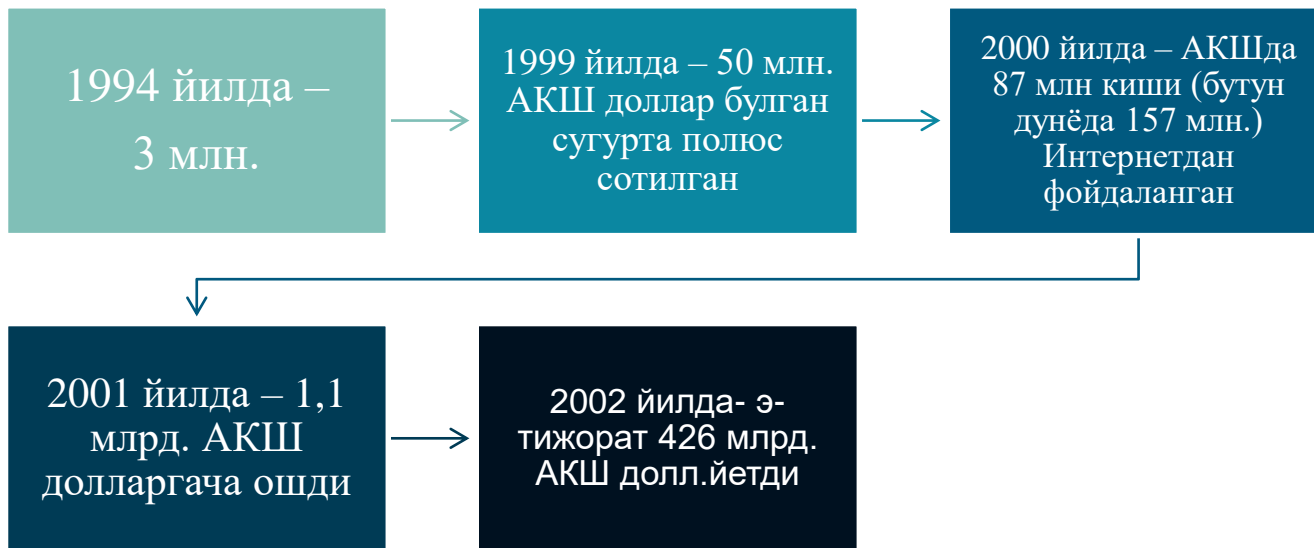 1994 йилда –
3 млн.
1999 йилда – 50 млн.
АКШ доллар булган
сугурта полюс
сотилган
2000 йилда – АКШда
87 млн киши (бутун
дунёда 157 млн.)
Интернетдан
фойдаланган
2001 йилда – 1,1
млрд. АКШ
долларгача ошди
2002 йилда- э-
тижорат 426 млрд.
АКШ долл.йетди